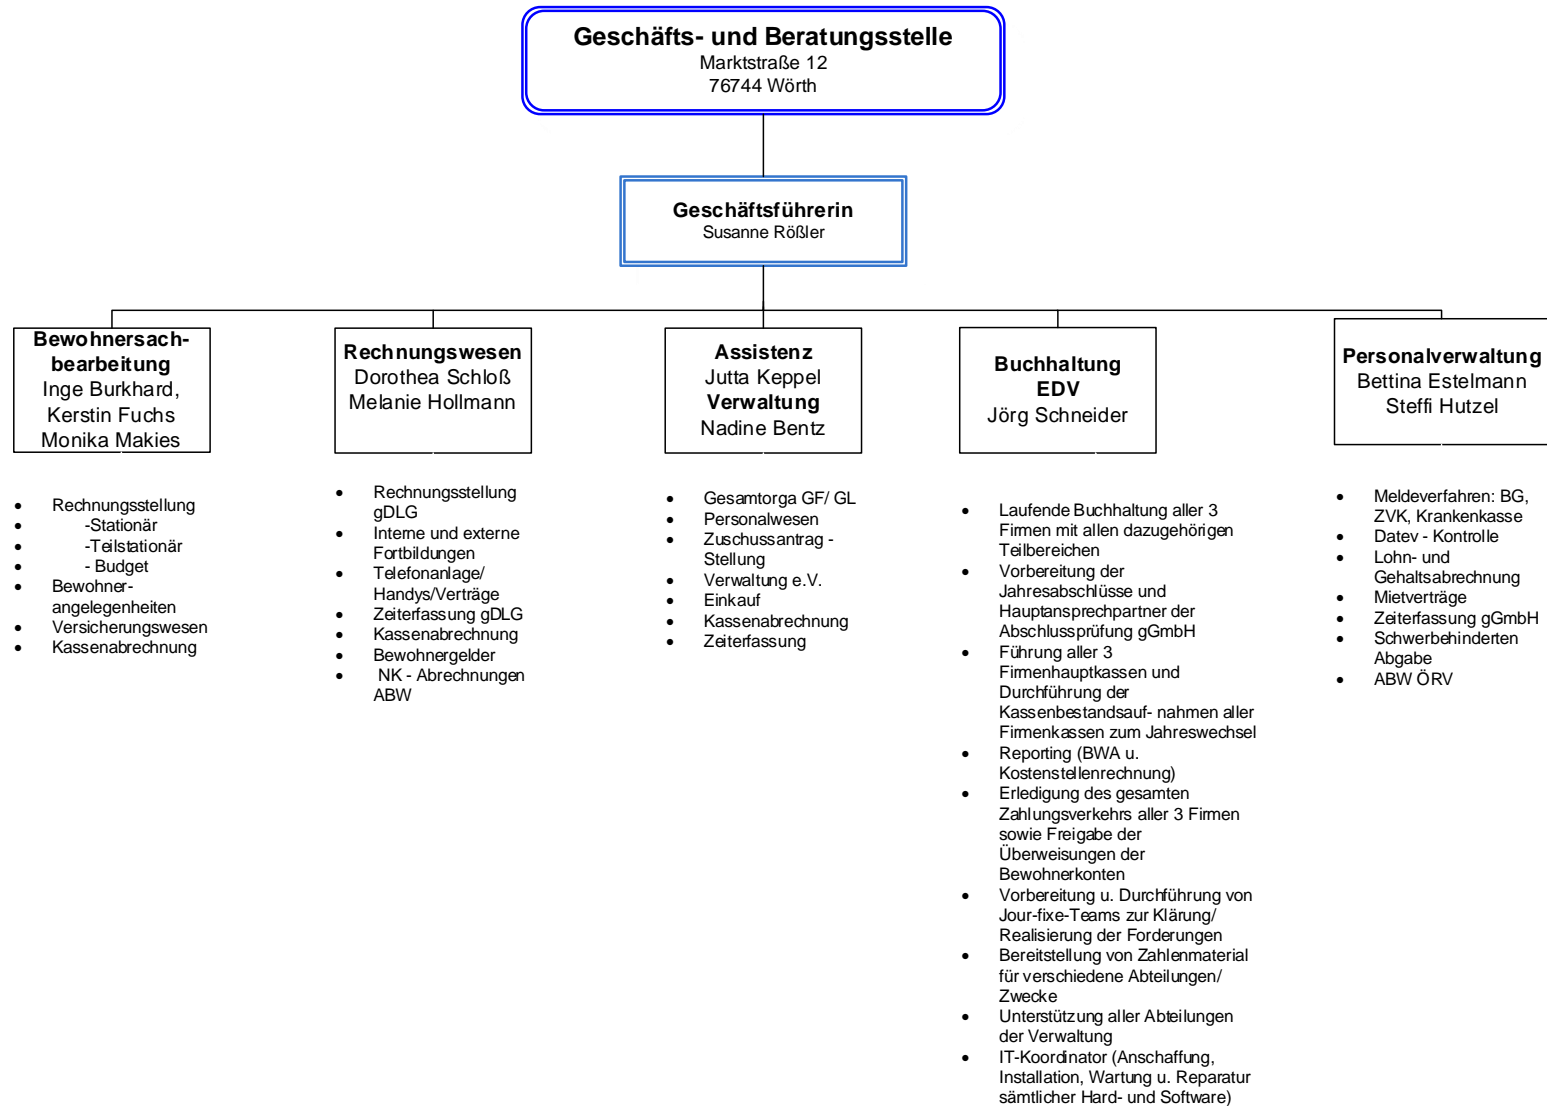 Geschäfts- und Beratungsstelle
Marktstraße 12
76744 Wörth
Geschäftsführerin
Susanne Rößler
Bewohnersach-
bearbeitung
Inge Burkhard,
Kerstin Fuchs
Monika Makies
• Rechnungsstellung
• -Stationär
• -Teilstationär
• - Budget
• Bewohner-
angelegenheiten
• Versicherungswesen
• Kassenabrechnung
Rechnungswesen
Dorothea Schloß
Melanie Hollmann
• Rechnungsstellung
gDLG
• Interne und externe
Fortbildungen
• Telefonanlage/
Handys/Verträge
• Zeiterfassung gDLG
• Kassenabrechnung
• Bewohnergelder
• NK - Abrechnungen
ABW
Assistenz
Jutta Keppel
Verwaltung
Nadine Bentz
• Gesamtorga GF/ GL
• Personalwesen
• Zuschussantrag -
Stellung
• Verwaltung e.V.
• Einkauf
• Kassenabrechnung
• Zeiterfassung
Buchhaltung
EDV
Jörg Schneider
• Laufende Buchhaltung aller 3
Firmen mit allen dazugehörigen
Teilbereichen
• Vorbereitung der
Jahresabschlüsse und
Hauptansprechpartner der
Abschlussprüfung gGmbH
• Führung aller 3
Firmenhauptkassen und
Durchführung der
Kassenbestandsauf- nahmen aller
Firmenkassen zum Jahreswechsel
• Reporting (BWA u.
Kostenstellenrechnung)
• Erledigung des gesamten
Zahlungsverkehrs aller 3 Firmen
sowie Freigabe der
Überweisungen der
Bewohnerkonten
• Vorbereitung u. Durchführung von
Jour-fixe-Teams zur Klärung/
Realisierung der Forderungen
• Bereitstellung von Zahlenmaterial
für verschiedene Abteilungen/
Zwecke
• Unterstützung aller Abteilungen
der Verwaltung
• IT-Koordinator (Anschaffung,
Installation, Wartung u. Reparatur
sämtlicher Hard- und Software)
Personalverwaltung
Bettina Estelmann
Steffi Hutzel
• Meldeverfahren: BG,
ZVK, Krankenkasse
• Datev - Kontrolle
• Lohn- und
Gehaltsabrechnung
• Mietverträge
• Zeiterfassung gGmbH
• Schwerbehinderten
Abgabe
• ABW ÖRV